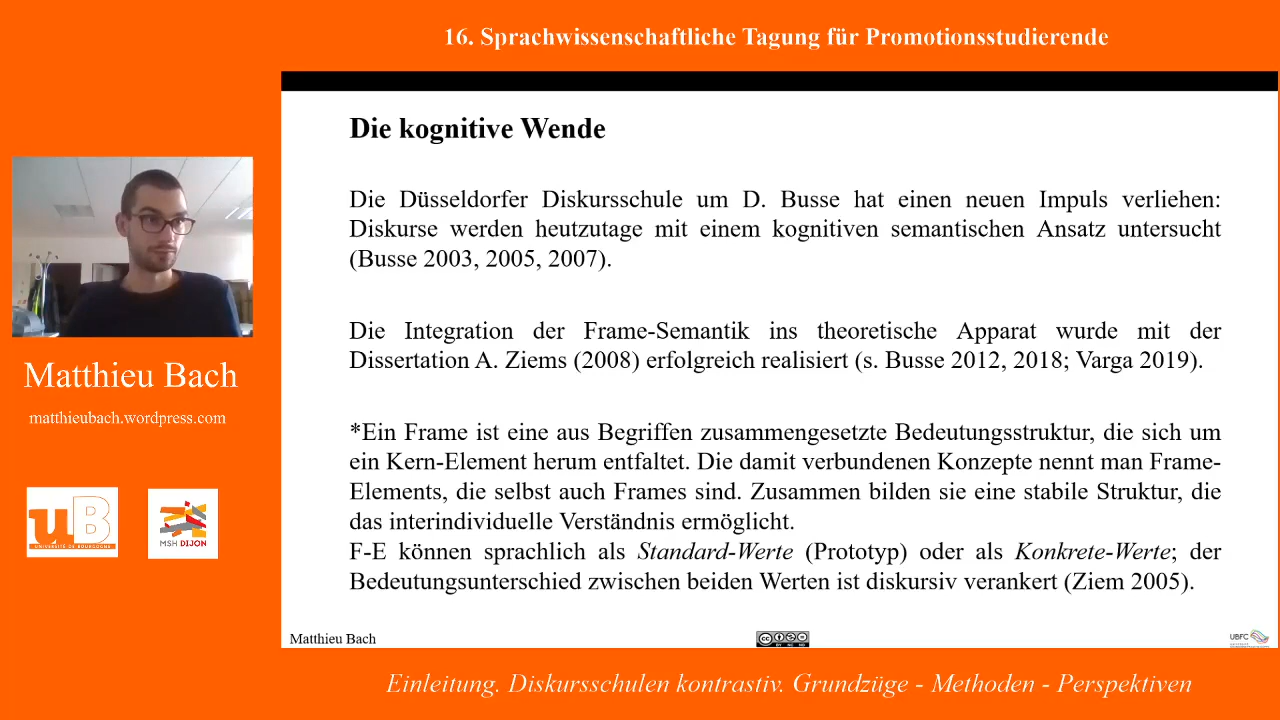 16. Sprachwissenschaftliche Tagung für Promotionsstudierende
Die kognitive Wende
Die Düsseldorfer Diskursschule um D. Busse hat einen neuen Impuls verliehen:
Diskurse werden heutzutage mit einem kognitiven semantischen Ansatz untersucht
(Busse 2003, 2005, 2007).
Die Integration der Frame-Semantik ins theoretische Apparat wurde mit der
Dissertation A. Ziems (2008) erfolgreich realisiert (s. Busse 2012, 2018; Varga 2019).
*Ein Frame ist eine aus Begriffen zusammengesetzte Bedeutungsstruktur, die sich um
ein Kern-Element herum entfaltet. Die damit verbundenen Konzepte nennt man Frame-
Elements, die selbst auch Frames sind. Zusammen bilden sie eine stabile Struktur, die
das interindividuelle Verständnis ermöglicht.
F-E können sprachlich als Standard-Werte (Prototyp) oder als Konkrete-Werte; der
Bedeutungsunterschied zwischen beiden Werten ist diskursiv verankert (Ziem 2005).
Matthieu Bach
matthieubach.wordpress.com
uB
UNIVERSITÉ DE BOURGOGNE
MSH DIJON
Matthieu Bach
cc
UBFC
Einleitung. Diskursschulen kontrastiv. Grundzüge - Methoden - Perspektiven